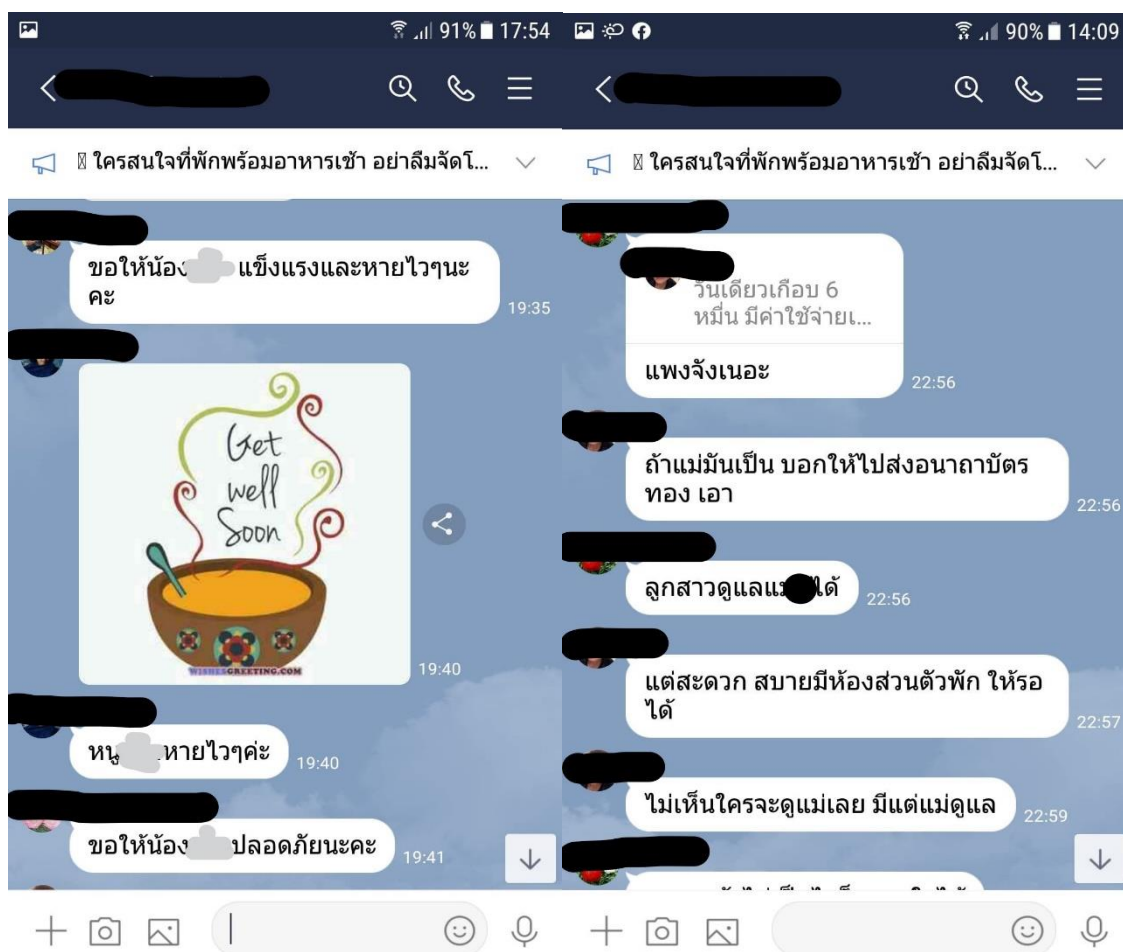 91% 17:54
ใครสนใจที่พักพร้อมอาหารเช้า อย่าลืมจัดโ...
ขอให้น้อง แข็งแรงและหายไวๆนะ
คะ
19:35
Get
well
Soon
WISHESGREETING.COM
19:40
หนู หายไวๆค่ะ
19:40
ขอให้น้อง ปลอดภัยนะคะ
19:41
90% 14:09
ใครสนใจที่พักพร้อมอาหารเช้า อย่าลืมจัดโ...
วันเดียวเกือบ 6
หมื่น มีค่าใช้จ่ายเ...
แพงจังเนอะ
22:56
ถ้าแม่มันเป็น บอกให้ไปส่งอนาถาบัตร
ทอง เอา
22:56
ลูกสาวดูแล ได้
22:56
แต่สะดวก สบายมีห้องส่วนตัวพัก ให้รอ
ได้
22:57
ไม่เห็นใครจะดูแม่เลย มีแต่แม่ดูแล
22:59